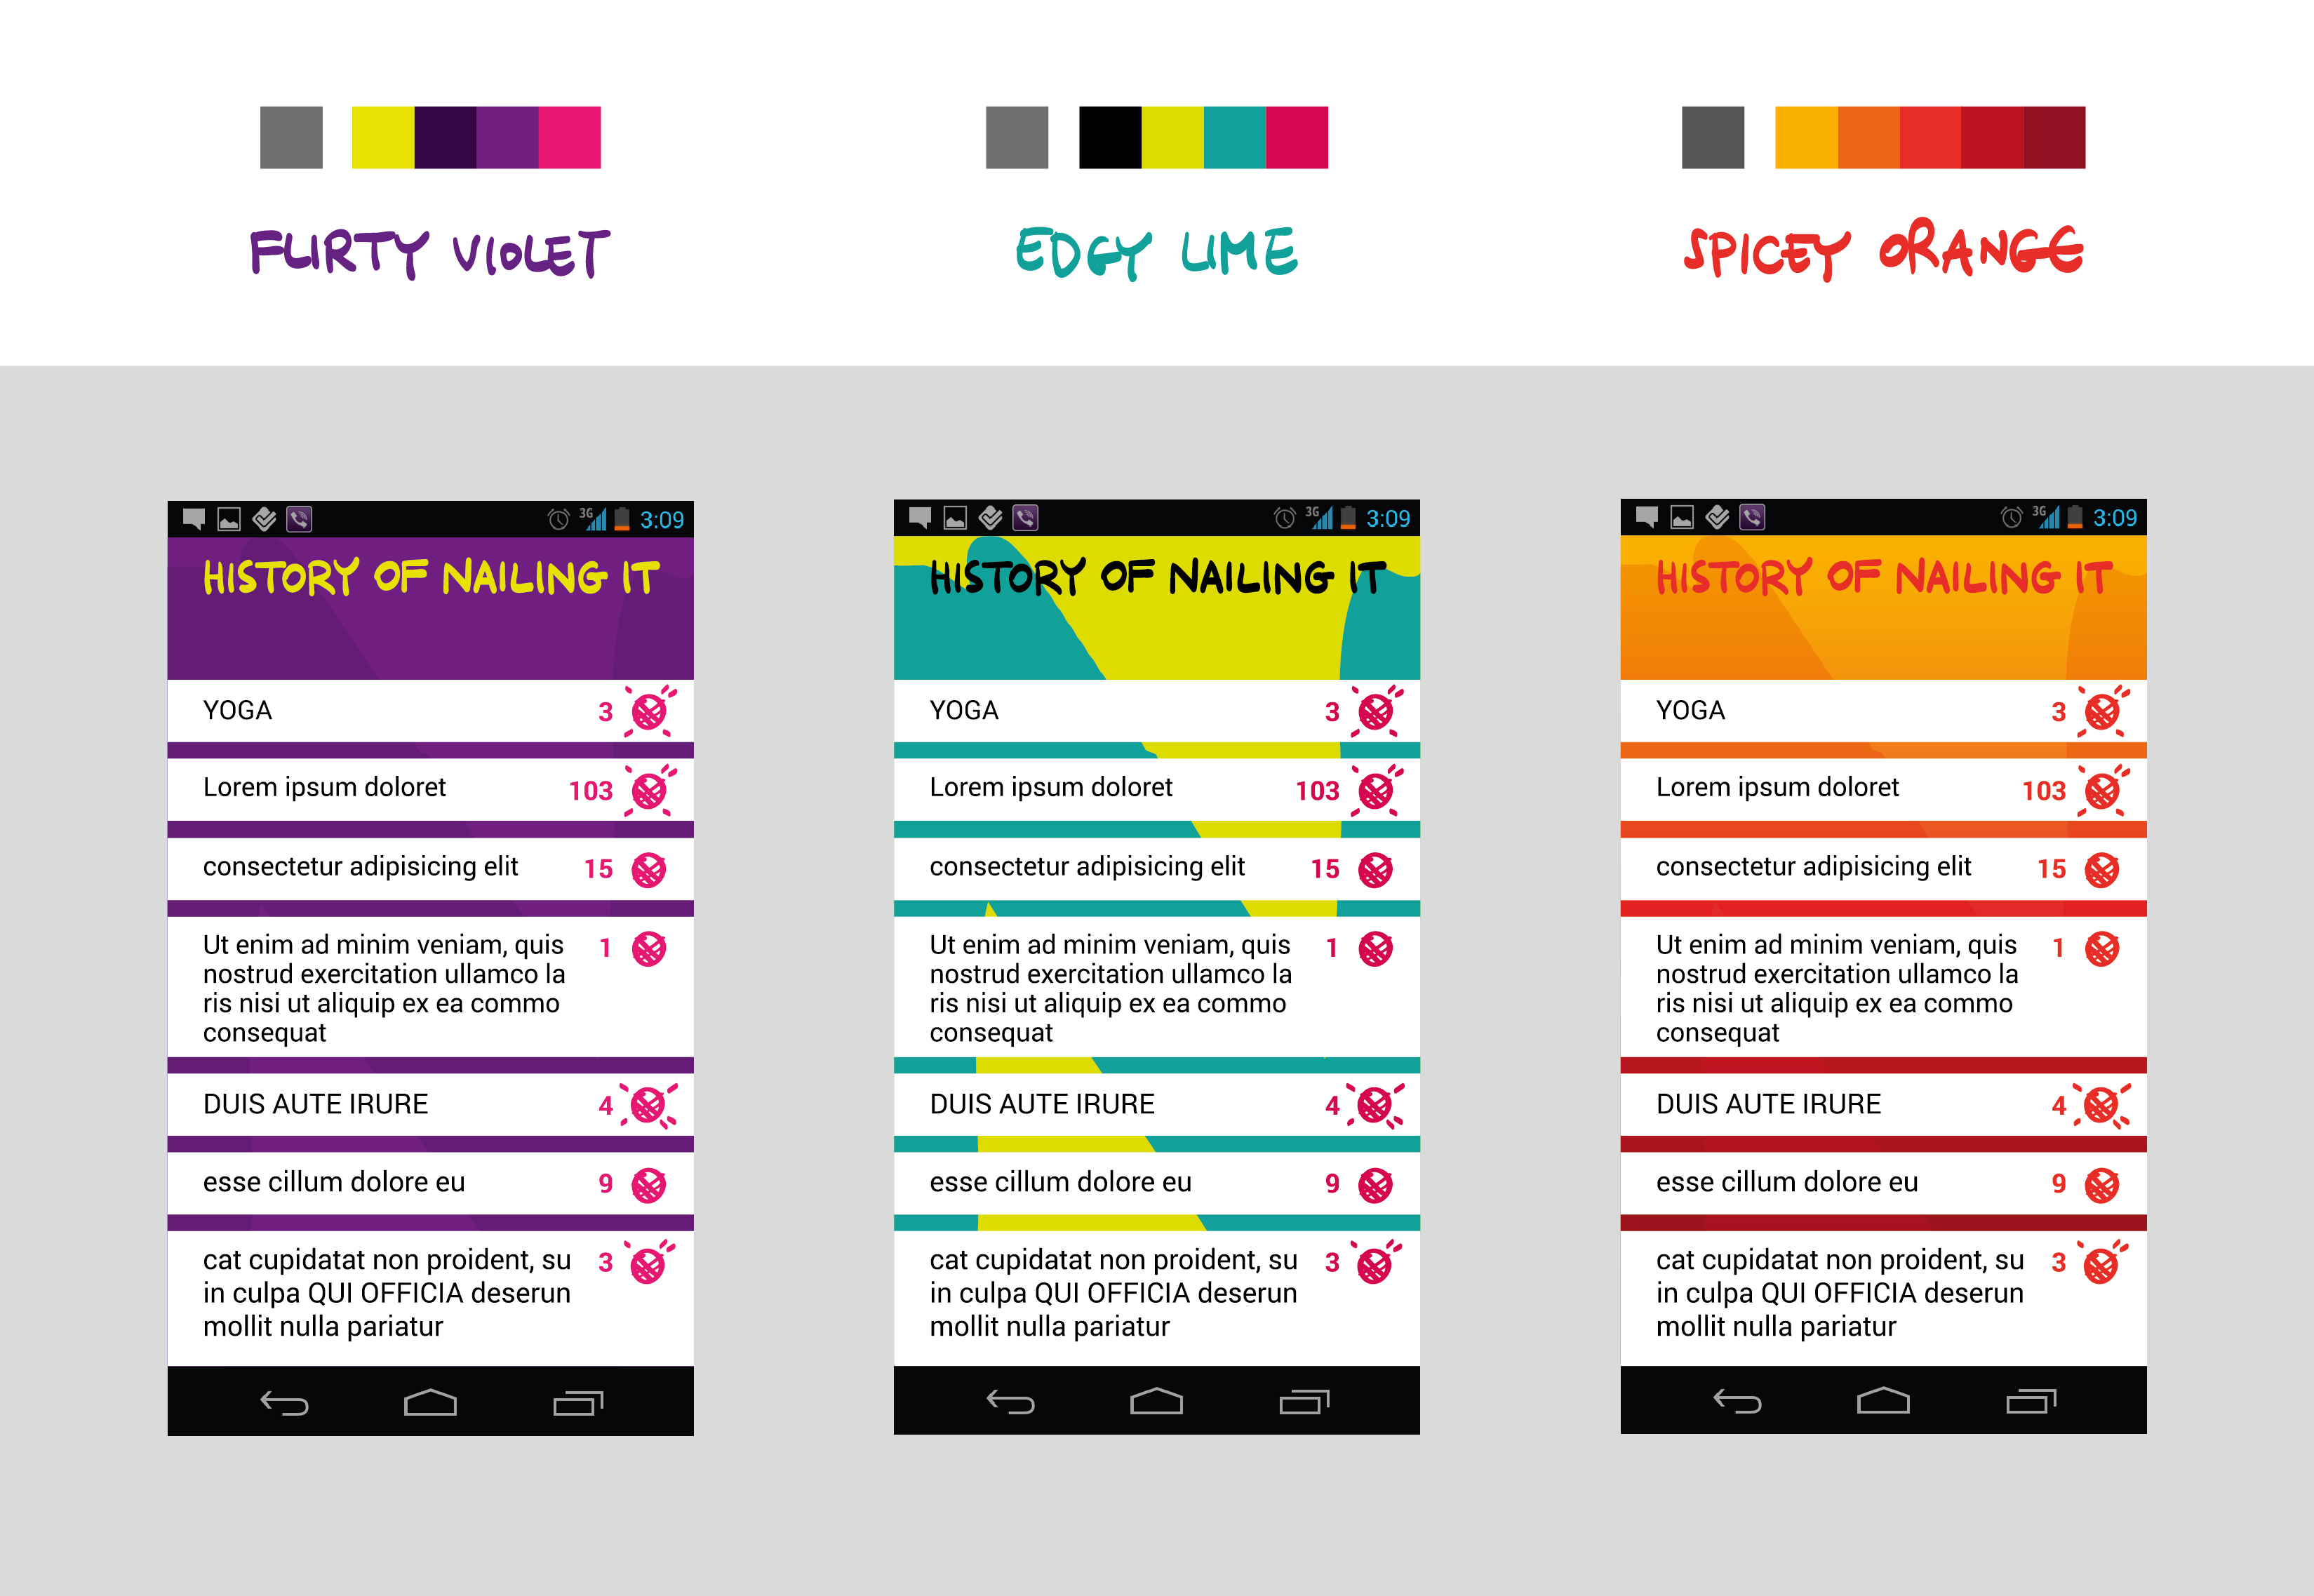 FLIRTY VIOLET
EDGY LIME
SPICEY ORANGE
3G 3:09
HISTORY OF NAILING IT
YOGA 3
Lorem ipsum doloret 103
consectetur adipisicing elit 15
Ut enim ad minim veniam, quis 1
nostrud exercitation ullamco la
ris nisi ut aliquip ex ea commo
consequat
DUIS AUTE IRURE 4
esse cillum dolore eu 9
cat cupidatat non proident, su 3
in culpa QUI OFFICIA deserun
mollit nulla pariatur
3G 3:09
HISTORY OF NAILING IT
YOGA 3
Lorem ipsum doloret 103
consectetur adipisicing elit 15
Ut enim ad minim veniam, quis 1
nostrud exercitation ullamco la
ris nisi ut aliquip ex ea commo
consequat
DUIS AUTE IRURE 4
esse cillum dolore eu 9
cat cupidatat non proident, su 3
in culpa QUI OFFICIA deserun
mollit nulla pariatur
3G 3:09
HISTORY OF NAILING IT
YOGA 3
Lorem ipsum doloret 103
consectetur adipisicing elit 15
Ut enim ad minim veniam, quis 1
nostrud exercitation ullamco la
ris nisi ut aliquip ex ea commo
consequat
DUIS AUTE IRURE 4
esse cillum dolore eu 9
cat cupidatat non proident, su 3
in culpa QUI OFFICIA deserun
mollit nulla pariatur